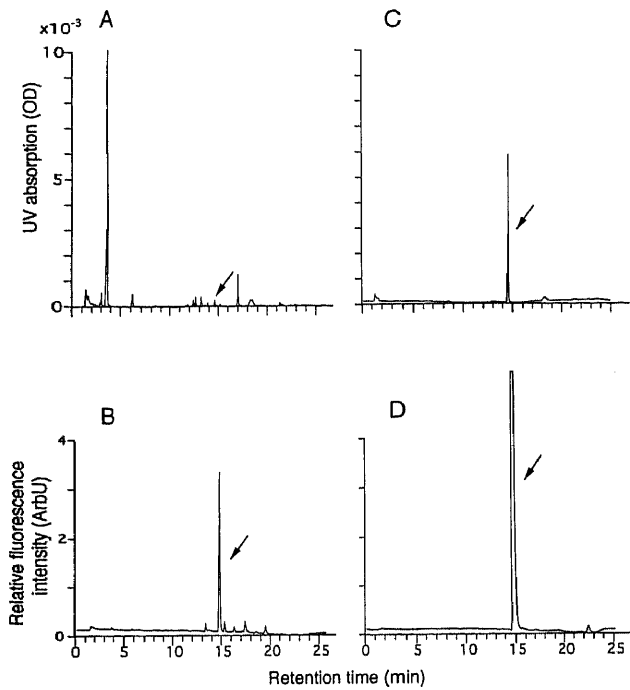 A
x10⁻³
10
5
0
UV absorption (OD)
C
B
4
2
0
Relative fluorescence
intensity (ArbU)
0 5 10 15 20 25
D
0 5 10 15 20 25
Retention time (min)